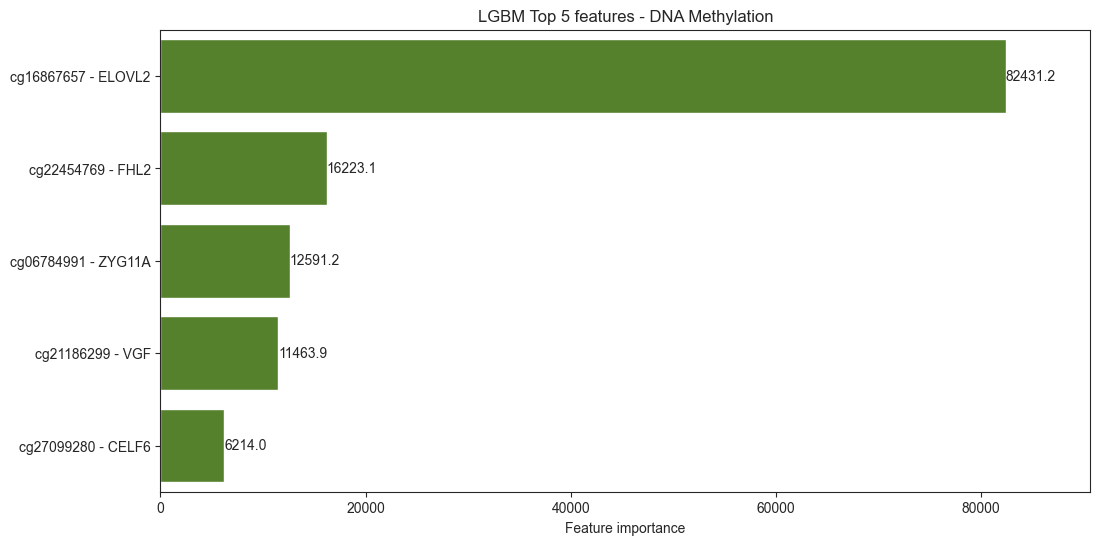 LGBM Top 5 features - DNA Methylation
cg16867657 - ELOVL2
82431.2
cg22454769 - FHL2
16223.1
cg06784991 - ZYG11A
12591.2
cg21186299 - VGF
11463.9
cg27099280 - CELF6
6214.0
0
20000
40000
60000
80000
Feature importance